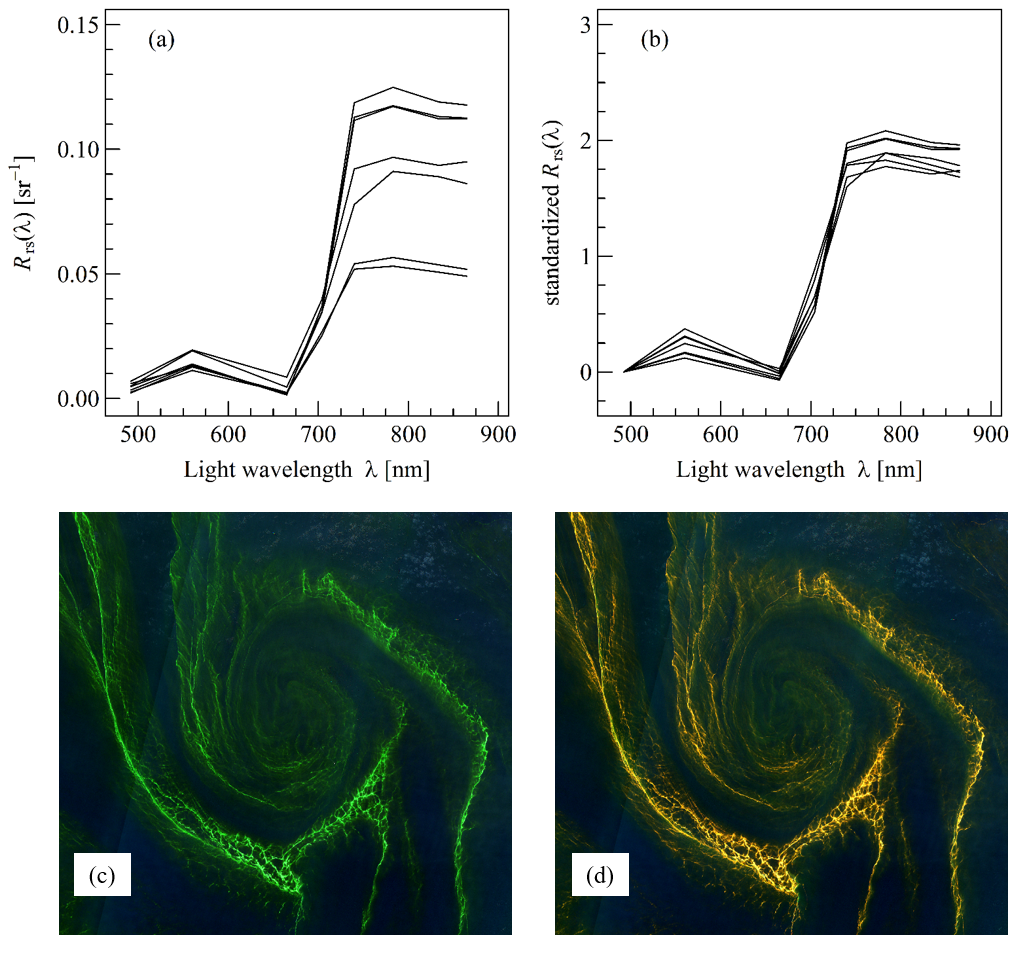 (a)
0.15
0.10
0.05
0.00
R_rs(λ) [sr⁻¹]
500 600 700 800 900
Light wavelength λ [nm]
(b)
3
2
1
0
standardized R_rs(λ)
500 600 700 800 900
Light wavelength λ [nm]
(c)
(d)